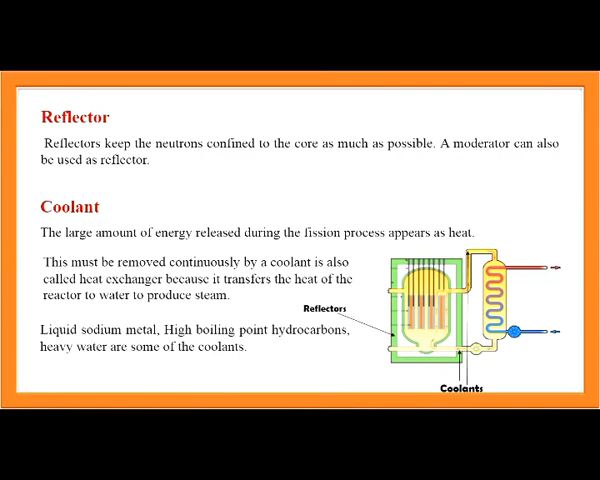 Reflector
Reflectors keep the neutrons confined to the core as much as possible. A moderator can also
be used as reflector.
Coolant
The large amount of energy released during the fission process appears as heat.
This must be removed continuously by a coolant is also
called heat exchanger because it transfers the heat of the
reactor to water to produce steam.
Reflectors
Liquid sodium metal, High boiling point hydrocarbons,
heavy water are some of the coolants.
Coolants